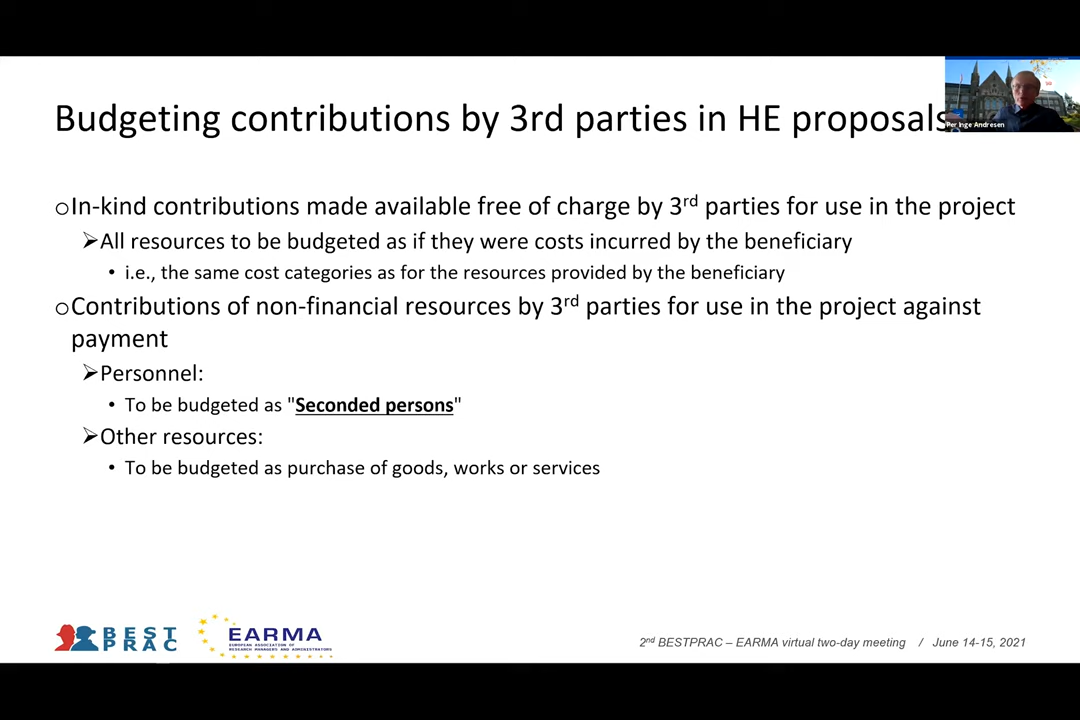 Budgeting contributions by 3rd parties in HE proposals
Per Inge Andresen
oIn-kind contributions made available free of charge by 3rd parties for use in the project
➢All resources to be budgeted as if they were costs incurred by the beneficiary
• i.e., the same cost categories as for the resources provided by the beneficiary
oContributions of non-financial resources by 3rd parties for use in the project against
payment
➢Personnel:
• To be budgeted as "Seconded persons"
➢Other resources:
• To be budgeted as purchase of goods, works or services
BEST
PRAC
EARMA
EUROPEAN ASSOCIATION OF
RESEARCH MANAGERS AND ADMINISTRATORS
2nd BESTPRAC – EARMA virtual two-day meeting / June 14-15, 2021